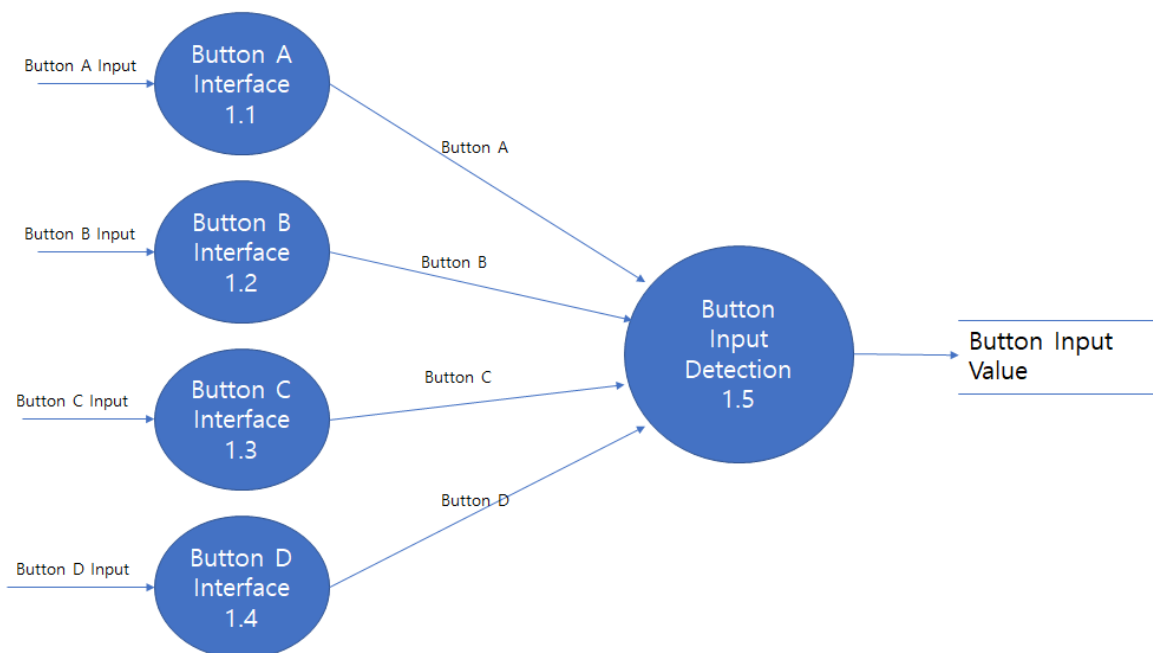 Button A Input
Button A
Interface
1.1
Button A
Button B Input
Button B
Interface
1.2
Button B
Button C Input
Button C
Interface
1.3
Button C
Button D Input
Button D
Interface
1.4
Button D
Button
Input
Detection
1.5
Button Input
Value